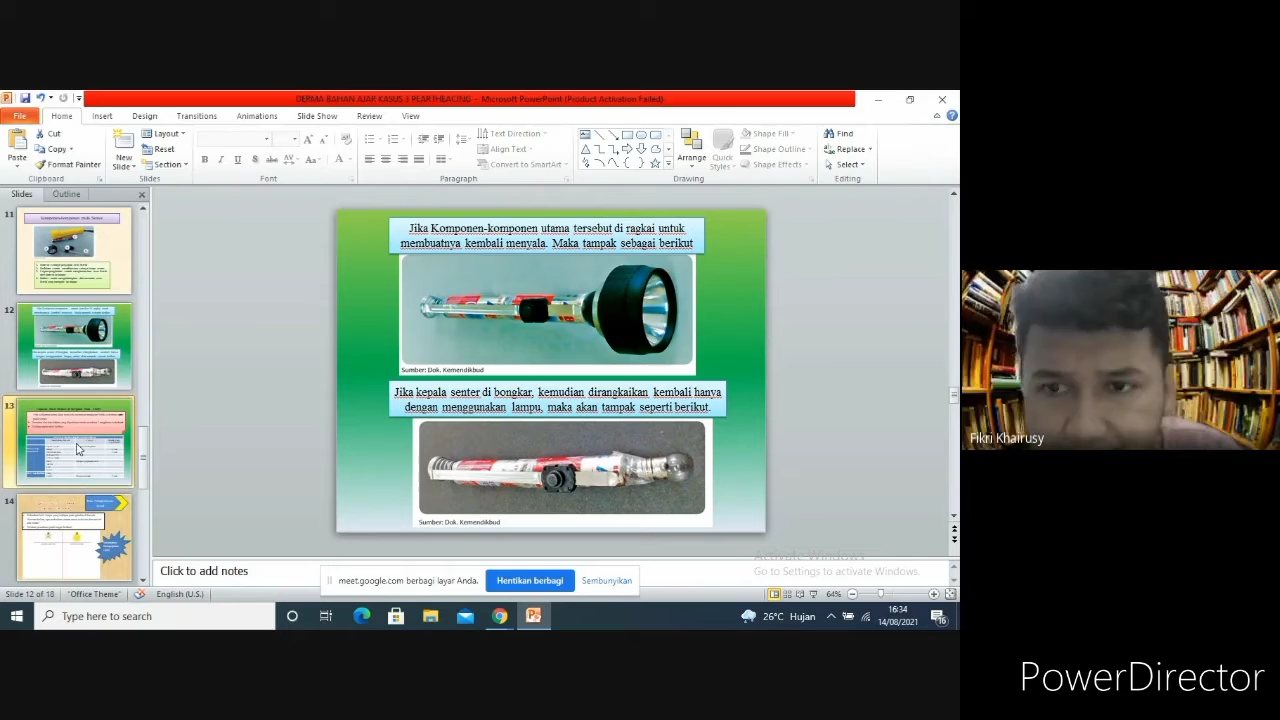 DERMA BAHAN AJAR KASUS 3 PEARTHEACING - Microsoft PowerPoint (Product Activation Failed)
File Home Insert Design Transitions Animations Slide Show Review View
Cut
Copy
Format Painter
Paste
Clipboard
New
Slide
Layout
Reset
Section
Slides
B I U S abc AV Aa A
Font
Text Direction
Align Text
Convert to SmartArt
Paragraph
Arrange
Quick
Styles
Shape Fill
Shape Outline
Shape Effects
Drawing
Find
Replace
Select
Editing
Slides Outline
11
12
13
14
Jika Komponen-komponen utama tersebut di ragkai untuk
membuatnya kembali menyala. Maka tampak sebagai berikut
Sumber: Dok. Kemendikbud
Jika kepala senter di bongkar, kemudian dirangkaikan kembali hanya
dengan menggunakan lampu, maka akan tampak seperti berikut.
Sumber: Dok. Kemendikbud
Fikri Khairusy
Activate Windows
Go to Settings to activate Windows.
Click to add notes
meet.google.com berbagi layar Anda. Hentikan berbagi Sembunyikan
Slide 12 of 18 "Office Theme" English (U.S.) 64%
Type here to search
26°C Hujan
16:34
14/08/2021
16
PowerDirector